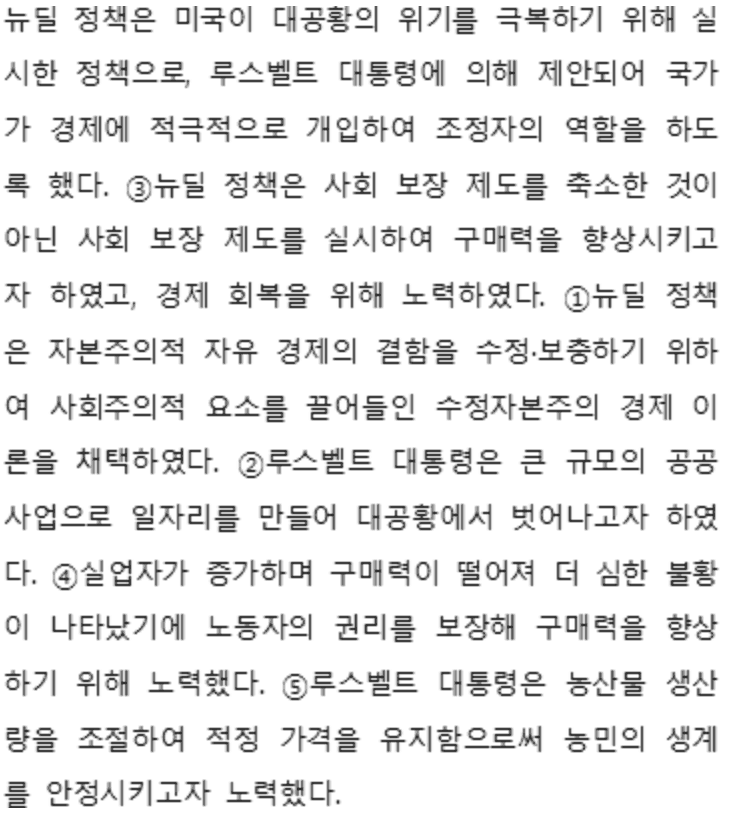 뉴딜 정책은 미국이 대공황의 위기를 극복하기 위해 실
시한 정책으로, 루스벨트 대통령에 의해 제안되어 국가
가 경제에 적극적으로 개입하여 조정자의 역할을 하도
록 했다. ③뉴딜 정책은 사회 보장 제도를 축소한 것이
아닌 사회 보장 제도를 실시하여 구매력을 향상시키고
자 하였고, 경제 회복을 위해 노력하였다. ①뉴딜 정책
은 자본주의적 자유 경제의 결함을 수정·보충하기 위하
여 사회주의적 요소를 끌어들인 수정자본주의 경제 이
론을 채택하였다. ②루스벨트 대통령은 큰 규모의 공공
사업으로 일자리를 만들어 대공황에서 벗어나고자 하였
다. ④실업자가 증가하며 구매력이 떨어져 더 심한 불황
이 나타났기에 노동자의 권리를 보장해 구매력을 향상
하기 위해 노력했다. ⑤루스벨트 대통령은 농산물 생산
량을 조절하여 적정 가격을 유지함으로써 농민의 생계
를 안정시키고자 노력했다.